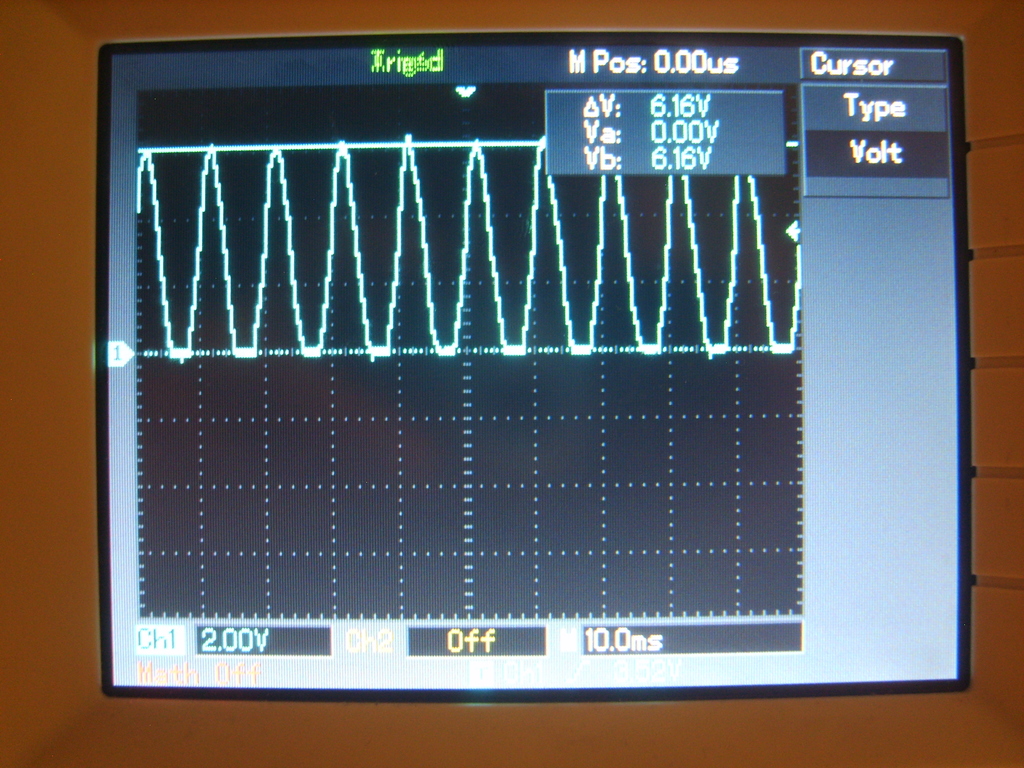 Trig'd M Pos: 0.00us Cursor
ΔV: 6.16V
Va: 0.00V
Vb: 6.16V
Type
Volt
1
Ch1 2.00V Ch2 Off M 10.0ms
Math Off Ch1 / 3.52V